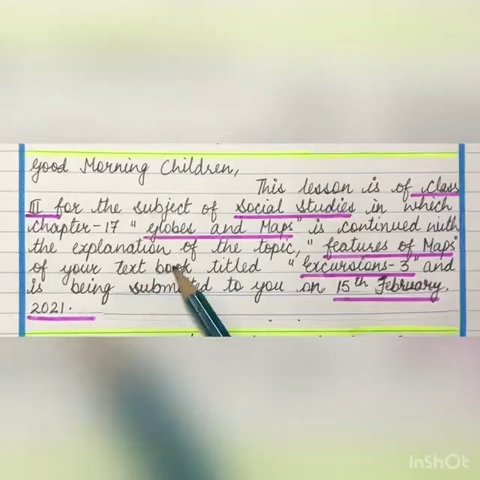 Good Morning Children,
This lesson is of class
III for the subject of social studies in which
chapter-17 "globes and Maps" is continued with
the explanation of the topic, "features of Maps"
of your text book titled "Excursions-3" and
is being submitted to you on 15th February,
2021.
InShOt